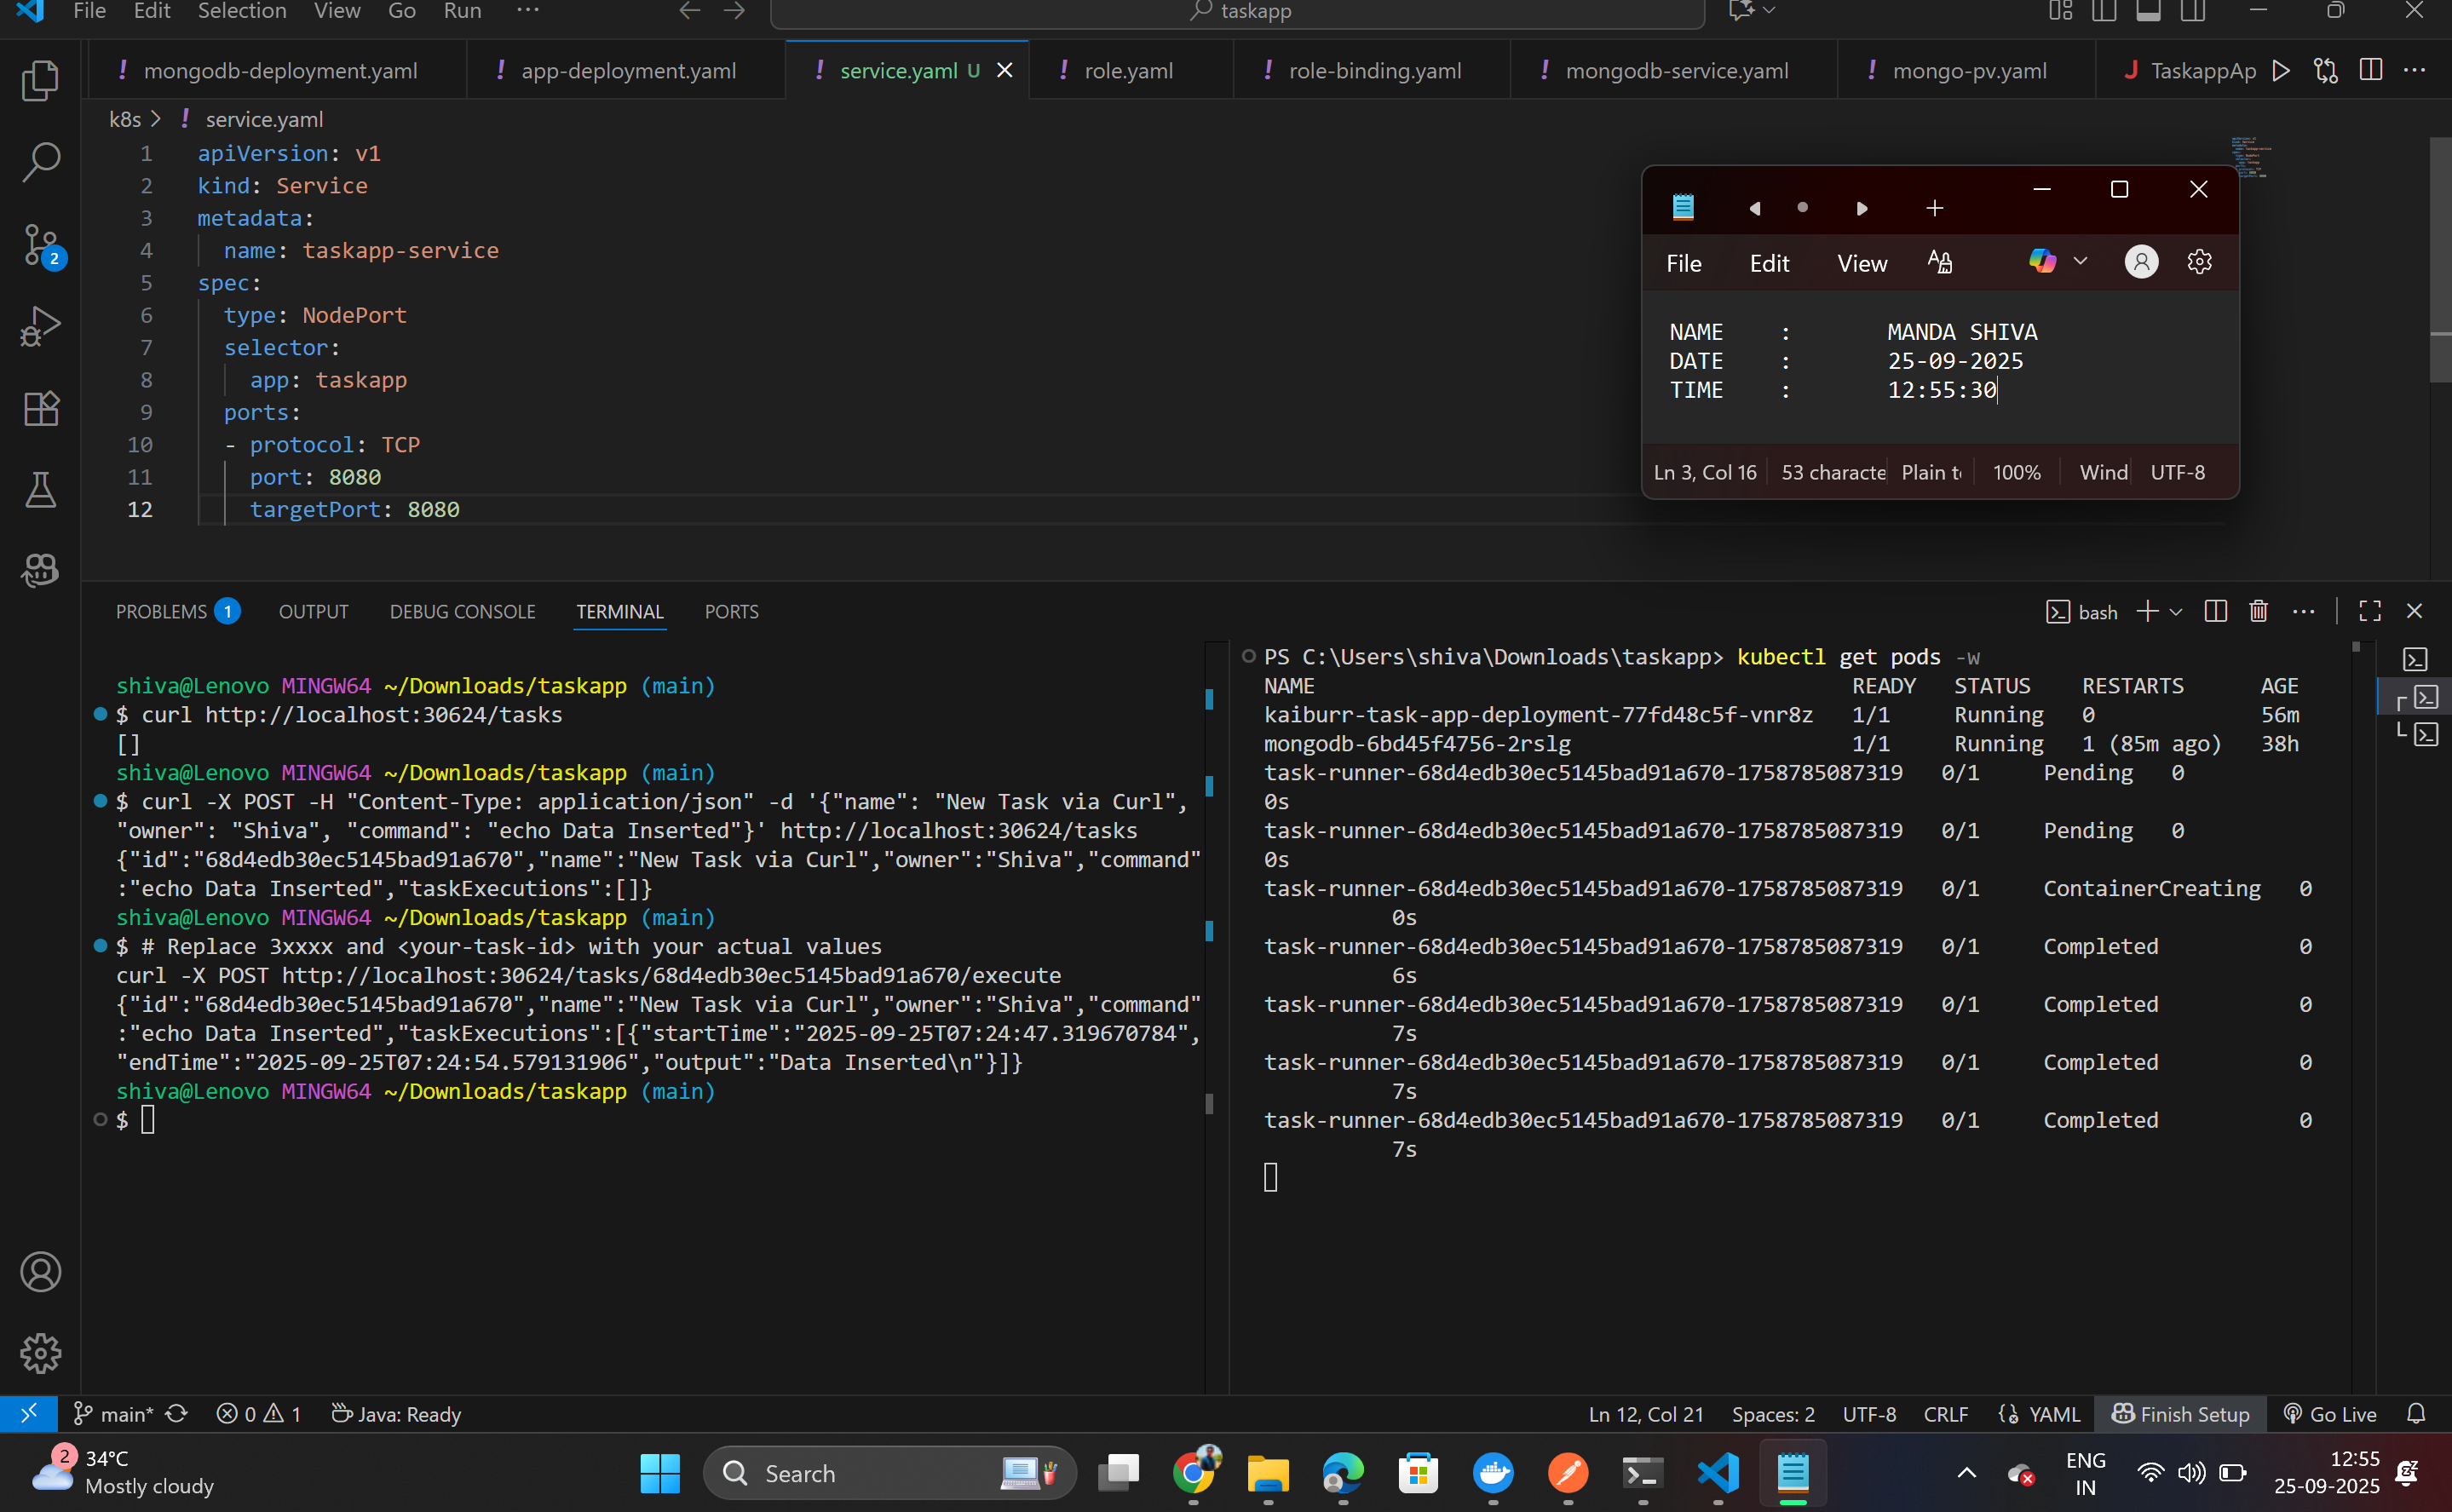 File Edit Selection View Go Run ···
taskapp
! mongodb-deployment.yaml ! app-deployment.yaml ! service.yaml U ! role.yaml ! role-binding.yaml ! mongodb-service.yaml ! mongo-pv.yaml J TaskappAp
k8s > ! service.yaml
1 apiVersion: v1
2 kind: Service
3 metadata:
4 name: taskapp-service
5 spec:
6 type: NodePort
7 selector:
8 app: taskapp
9 ports:
10 - protocol: TCP
11 port: 8080
12 targetPort: 8080
File Edit View
NAME : MANDA SHIVA
DATE : 25-09-2025
TIME : 12:55:30
Ln 3, Col 16 53 characte Plain t 100% Wind UTF-8
2
PROBLEMS 1 OUTPUT DEBUG CONSOLE TERMINAL PORTS
bash
shiva@Lenovo MINGW64 ~/Downloads/taskapp (main)
$ curl http://localhost:30624/tasks
[]
shiva@Lenovo MINGW64 ~/Downloads/taskapp (main)
$ curl -X POST -H "Content-Type: application/json" -d '{"name": "New Task via Curl",
"owner": "Shiva", "command": "echo Data Inserted"}' http://localhost:30624/tasks
{"id":"68d4edb30ec5145bad91a670","name":"New Task via Curl","owner":"Shiva","command"
:"echo Data Inserted","taskExecutions":[]}
shiva@Lenovo MINGW64 ~/Downloads/taskapp (main)
$ # Replace 3xxxx and <your-task-id> with your actual values
curl -X POST http://localhost:30624/tasks/68d4edb30ec5145bad91a670/execute
{"id":"68d4edb30ec5145bad91a670","name":"New Task via Curl","owner":"Shiva","command"
:"echo Data Inserted","taskExecutions":[{"startTime":"2025-09-25T07:24:47.319670784",
"endTime":"2025-09-25T07:24:54.579131906","output":"Data Inserted\n"}]}
shiva@Lenovo MINGW64 ~/Downloads/taskapp (main)
$
PS C:\Users\shiva\Downloads\taskapp> kubectl get pods -w
NAME READY STATUS RESTARTS AGE
kaiburr-task-app-deployment-77fd48c5f-vnr8z 1/1 Running 0 56m
mongodb-6bd45f4756-2rslg 1/1 Running 1 (85m ago) 38h
task-runner-68d4edb30ec5145bad91a670-1758785087319 0/1 Pending 0
0s
task-runner-68d4edb30ec5145bad91a670-1758785087319 0/1 Pending 0
0s
task-runner-68d4edb30ec5145bad91a670-1758785087319 0/1 ContainerCreating 0
0s
task-runner-68d4edb30ec5145bad91a670-1758785087319 0/1 Completed 0
6s
task-runner-68d4edb30ec5145bad91a670-1758785087319 0/1 Completed 0
7s
task-runner-68d4edb30ec5145bad91a670-1758785087319 0/1 Completed 0
7s
task-runner-68d4edb30ec5145bad91a670-1758785087319 0/1 Completed 0
7s
main* 0 1 Java: Ready
Ln 12, Col 21 Spaces: 2 UTF-8 CRLF {} YAML Finish Setup Go Live
2 34°C
Mostly cloudy
Search
ENG
IN
12:55
25-09-2025